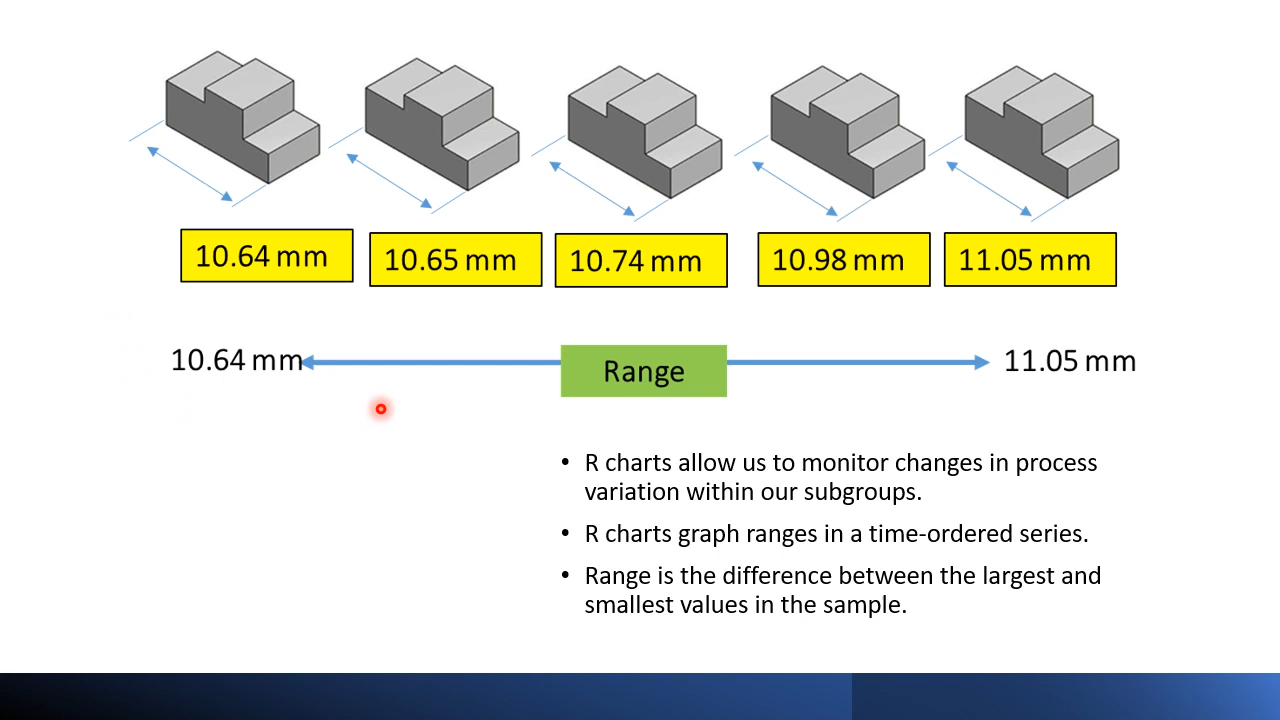 10.64 mm
10.65 mm
10.74 mm
10.98 mm
11.05 mm
10.64 mm
Range
11.05 mm
• R charts allow us to monitor changes in process
variation within our subgroups.
• R charts graph ranges in a time-ordered series.
• Range is the difference between the largest and
smallest values in the sample.